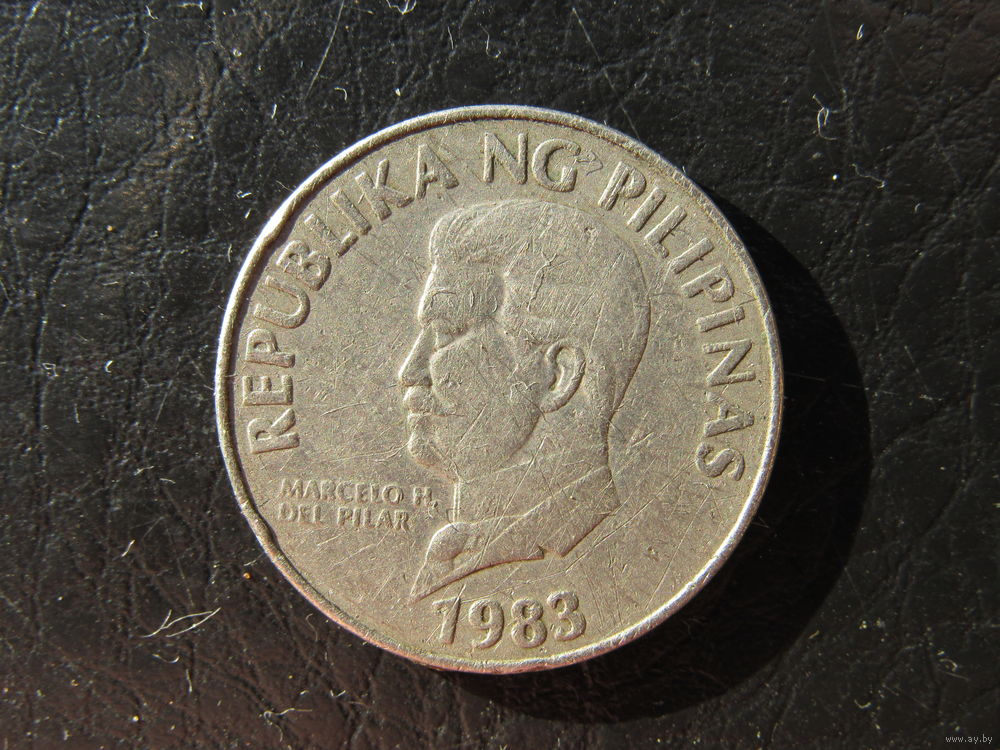 REPUBLIKA NG PILIPINAS
MARCELO H.
DEL PILAR
1983
www.ay.by